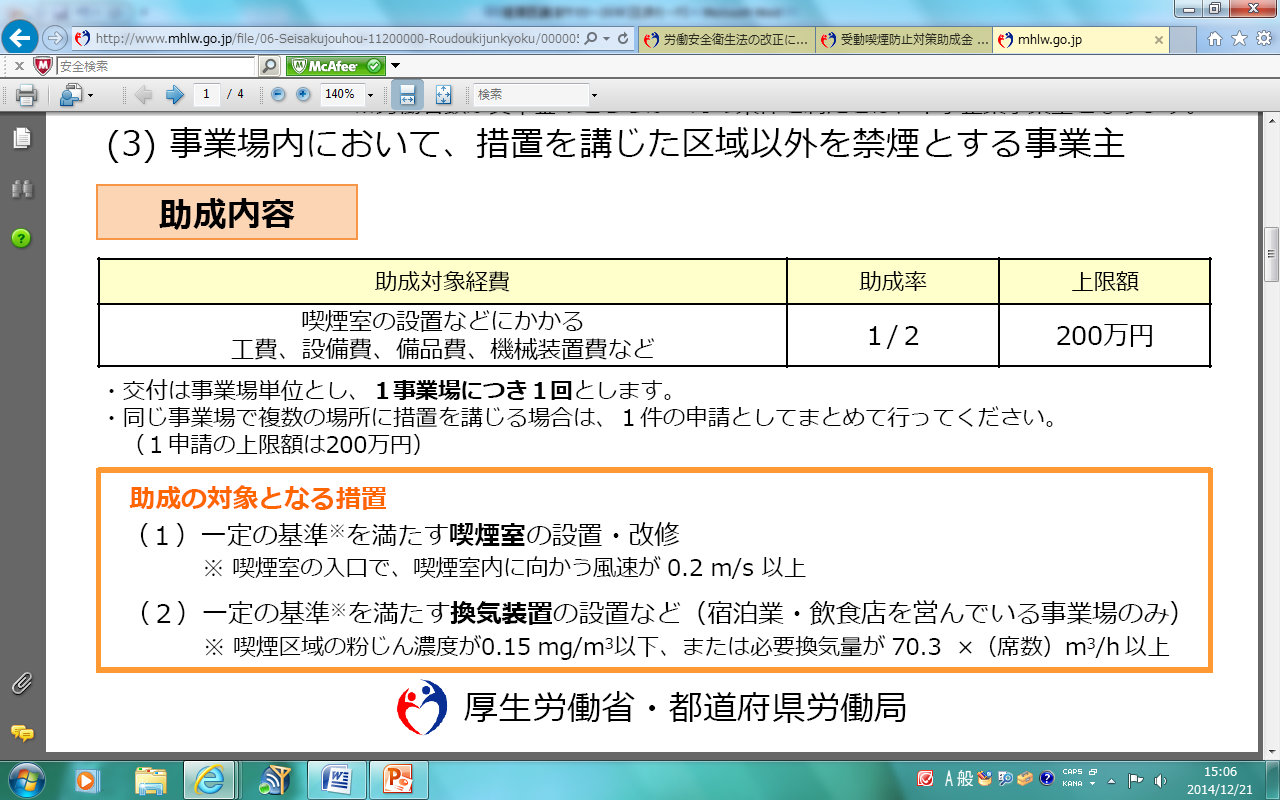 http://www.mhlw.go.jp/file/06-Seisakujouhou-11200000-Roudoukijunkyoku/00000
労働安全衛生法の改正に...
受動喫煙防止対策助成金 ...
mhlw.go.jp
安全検索
McAfee
1 / 4
140%
検索
(3) 事業場内において、措置を講じた区域以外を禁煙とする事業主
助成内容
助成対象経費 助成率 上限額
喫煙室の設置などにかかる
工費、設備費、備品費、機械装置費など
1/2
200万円
・交付は事業場単位とし、１事業場につき１回とします。
・同じ事業場で複数の場所に措置を講じる場合は、１件の申請としてまとめて行ってください。
（１申請の上限額は200万円）
助成の対象となる措置
（１）一定の基準※を満たす喫煙室の設置・改修
※ 喫煙室の入口で、喫煙室内に向かう風速が 0.2 m/s 以上
（２）一定の基準※を満たす換気装置の設置など（宿泊業・飲食店を営んでいる事業場のみ）
※ 喫煙区域の粉じん濃度が0.15 mg/m³以下、または必要換気量が 70.3 ×（席数）m³/h 以上
厚生労働省・都道府県労働局
A 般
CAPS
KANA
15:06
2014/12/21